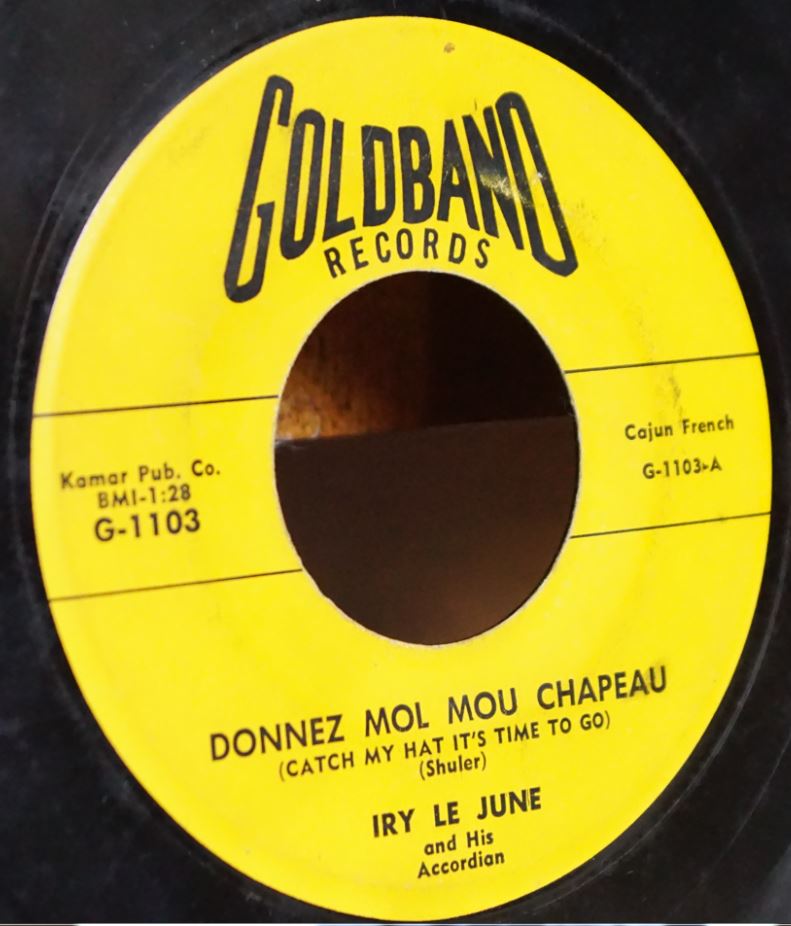 GOLDBAND
RECORDS
Kamar Pub. Co.
BMI-1:28
G-1103
Cajun French
G-1103-A
DONNEZ MOL MOU CHAPEAU
(CATCH MY HAT IT'S TIME TO GO)
(Shuler)
IRY LE JUNE
and His
Accordian